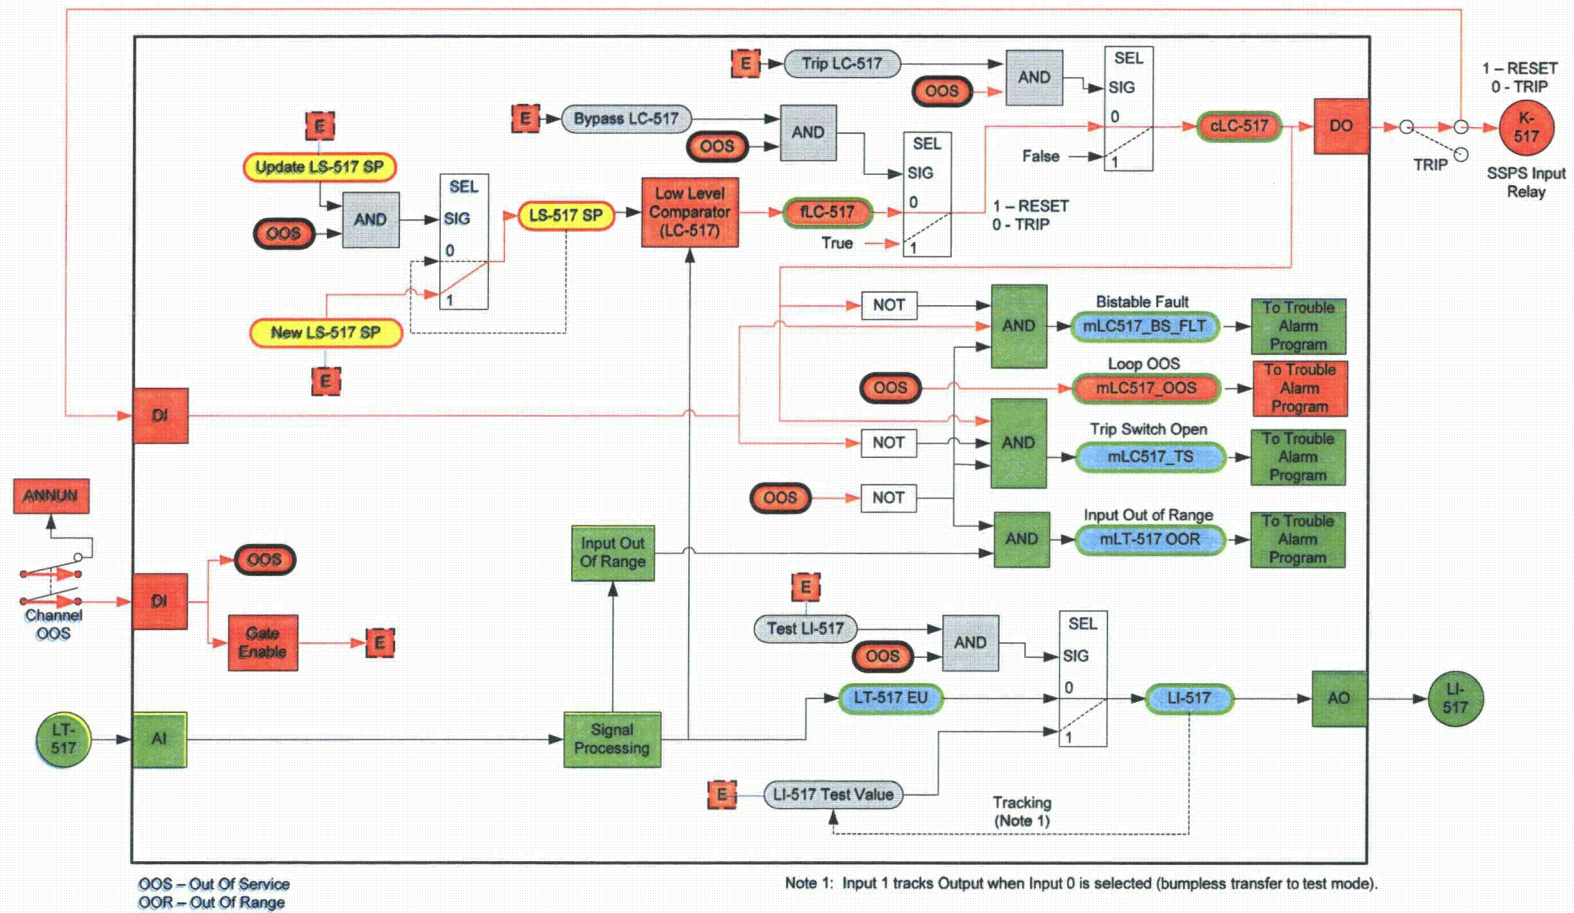 E
Trip LC-517
OOS
AND
SEL
SIG
0
1
False
cLC-517
DO
TRIP
1 – RESET
0 - TRIP
K-
517
SSPS Input
Relay
E
Bypass LC-517
OOS
AND
SEL
SIG
0
1
True
1 – RESET
0 - TRIP
E
Update LS-517 SP
OOS
AND
SEL
SIG
0
1
LS-517 SP
Low Level
Comparator
(LC-517)
fLC-517
New LS-517 SP
E
NOT
AND
Bistable Fault
mLC517_BS_FLT
To Trouble
Alarm
Program
OOS
Loop OOS
mLC517_OOS
To Trouble
Alarm
Program
DI
NOT
AND
Trip Switch Open
mLC517_TS
To Trouble
Alarm
Program
OOS
NOT
AND
Input Out of Range
mLT-517 OOR
To Trouble
Alarm
Program
ANNUN
Channel
OOS
DI
OOS
Gate
Enable
E
Input Out
Of Range
E
Test LI-517
OOS
AND
SEL
SIG
0
1
LT-
517
AI
Signal
Processing
LT-517 EU
LI-517
AO
LI-
517
E
LI-517 Test Value
Tracking
(Note 1)
OOS – Out Of Service
OOR – Out Of Range
Note 1: Input 1 tracks Output when Input 0 is selected (bumpless transfer to test mode).